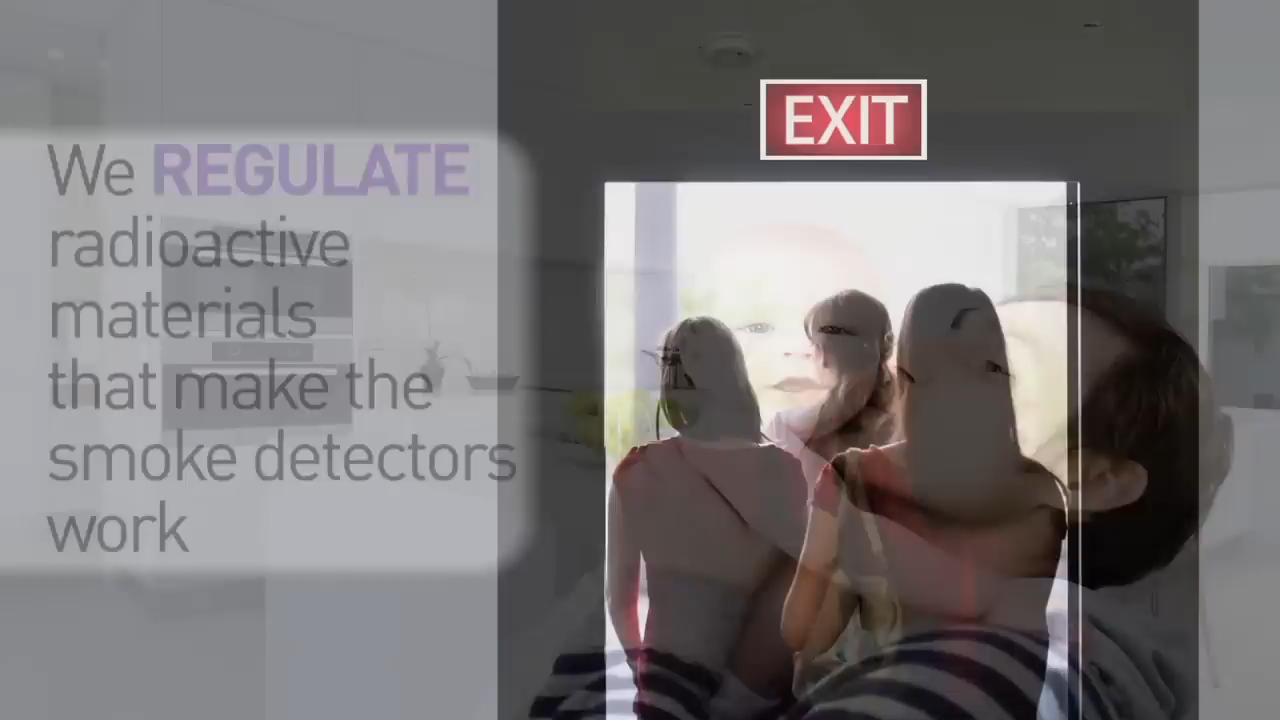 EXIT
We REGULATE
radioactive
materials
that make the
smoke detectors
work